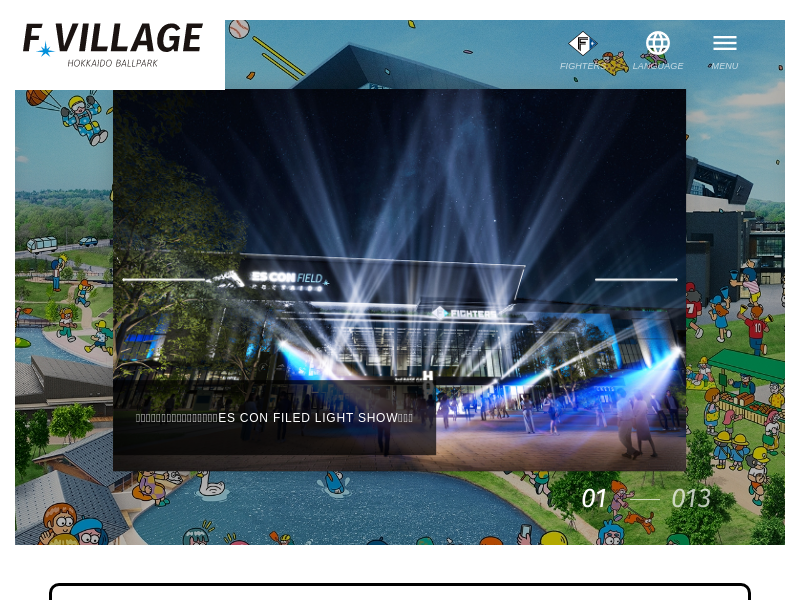 F VILLAGE
HOKKAIDO BALLPARK
FIGHTERS
LANGUAGE
MENU
ES CON FIELD
FIGHTERS
ES CON FILED LIGHT SHOW
01
013